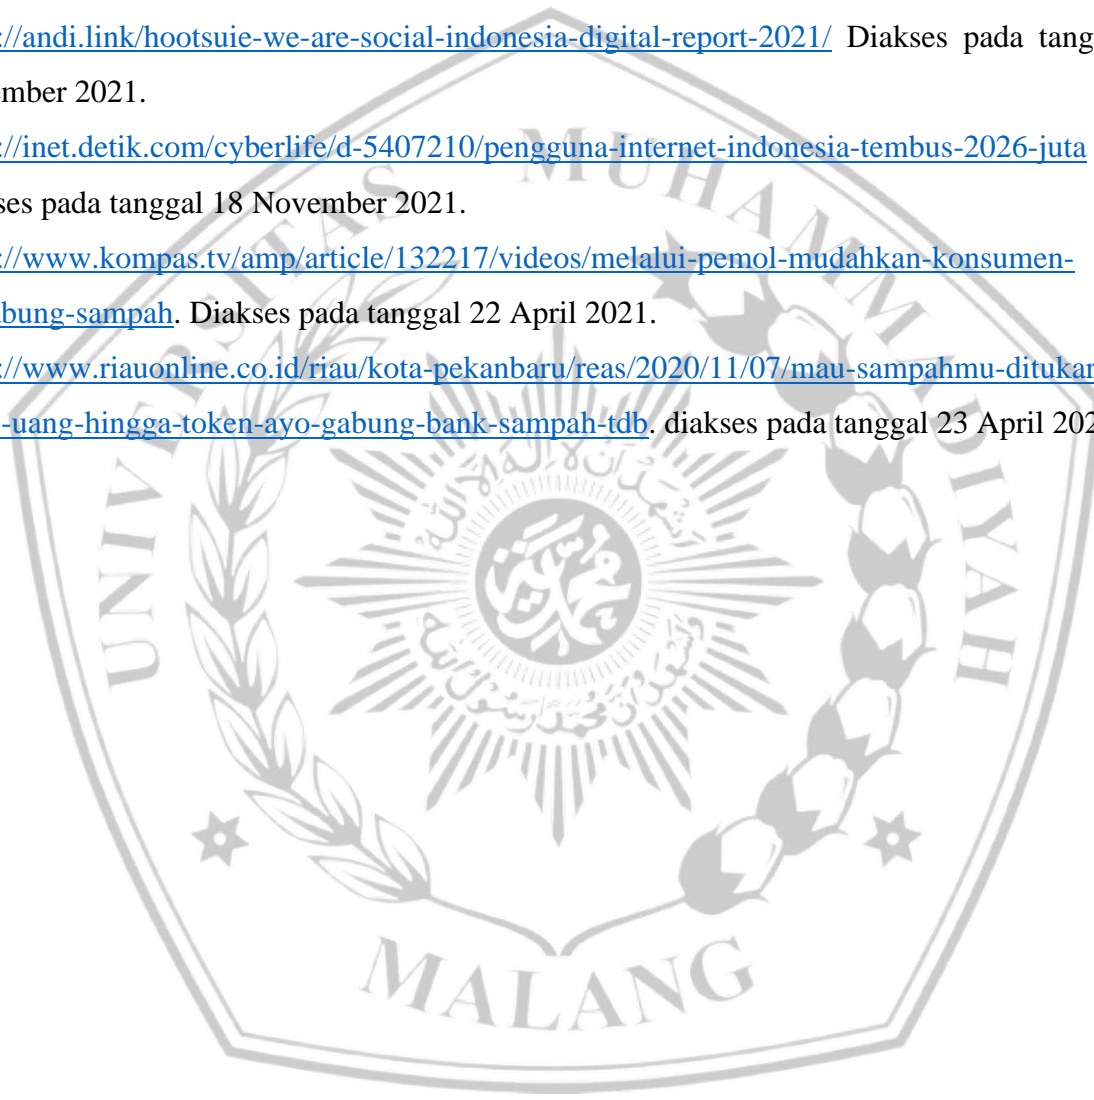 ://andi.link/hootsuie-we-are-social-indonesia-digital-report-2021/ Diakses pada tang
ember 2021.
://inet.detik.com/cyberlife/d-5407210/pengguna-internet-indonesia-tembus-2026-juta
ses pada tanggal 18 November 2021.
://www.kompas.tv/amp/article/132217/videos/melalui-pemol-mudahkan-konsumen-
abung-sampah. Diakses pada tanggal 22 April 2021.
://www.riauonline.co.id/riau/kota-pekanbaru/reas/2020/11/07/mau-sampahmu-ditukar
-uang-hingga-token-ayo-gabung-bank-sampah-tdb. diakses pada tanggal 23 April 202
UNIVERSITAS MUHAMMADIYAH
MALANG